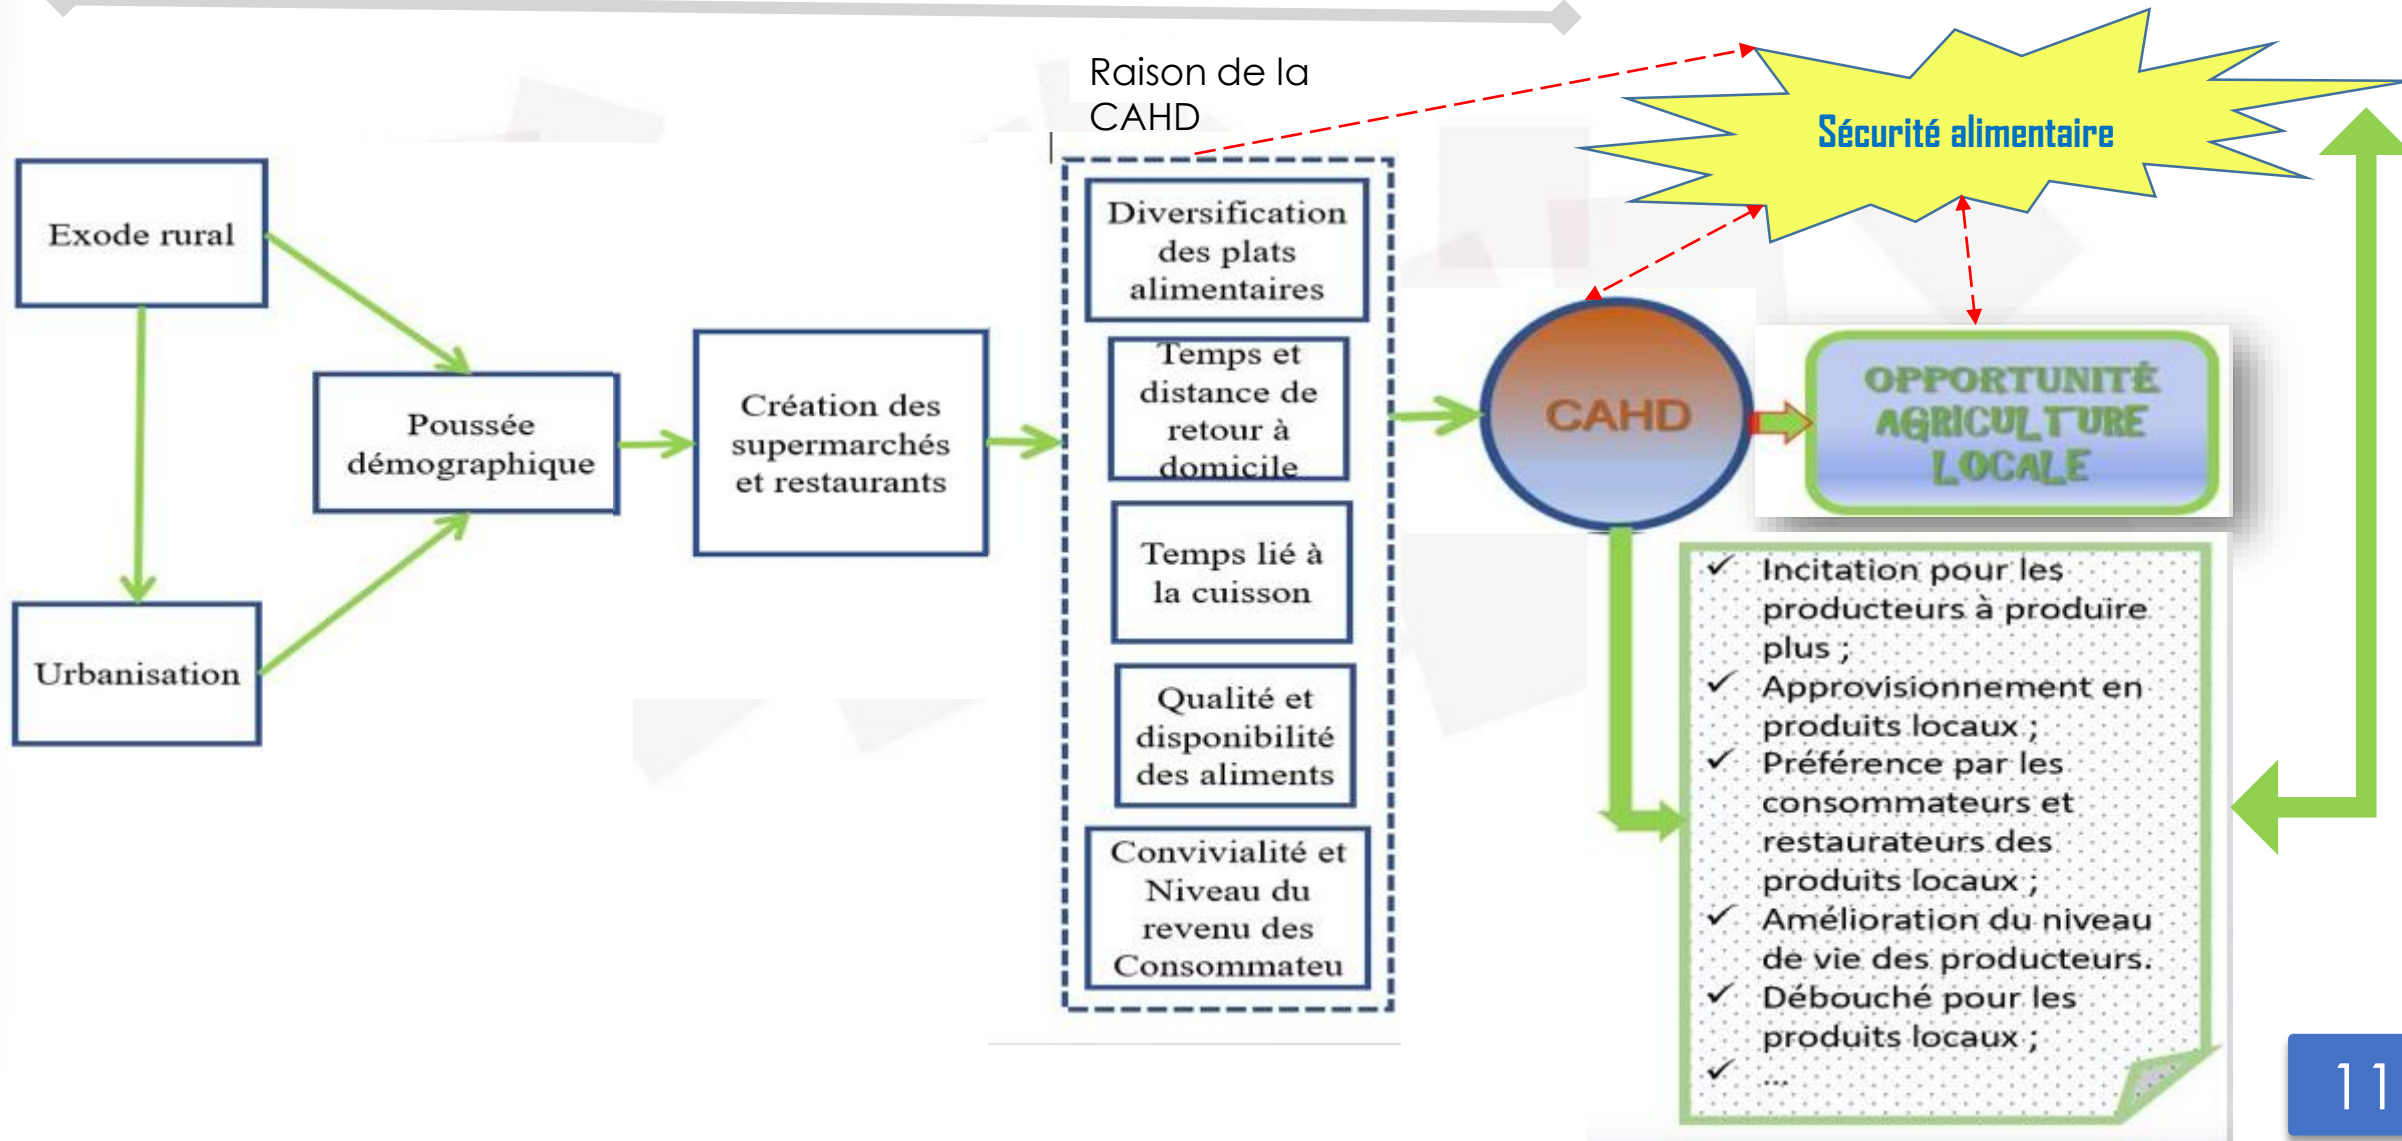 Raison de la
CAHD
Sécurité alimentaire
Exode rural
Urbanisation
Poussée
démographique
Création des
supermarchés
et restaurants
Diversification
des plats
alimentaires
Temps et
distance de
retour à
domicile
Temps lié à
la cuisson
Qualité et
disponibilité
des aliments
Convivialité et
Niveau du
revenu des
Consommateu
CAHD
OPPORTUNITÉ
AGRICULTURE
LOCALE
✓ Incitation pour les
producteurs à produire
plus ;
✓ Approvisionnement en
produits locaux ;
✓ Préférence par les
consommateurs et
restaurateurs des
produits locaux ;
✓ Amélioration du niveau
de vie des producteurs.
✓ Débouché pour les
produits locaux ;
✓ ...
11